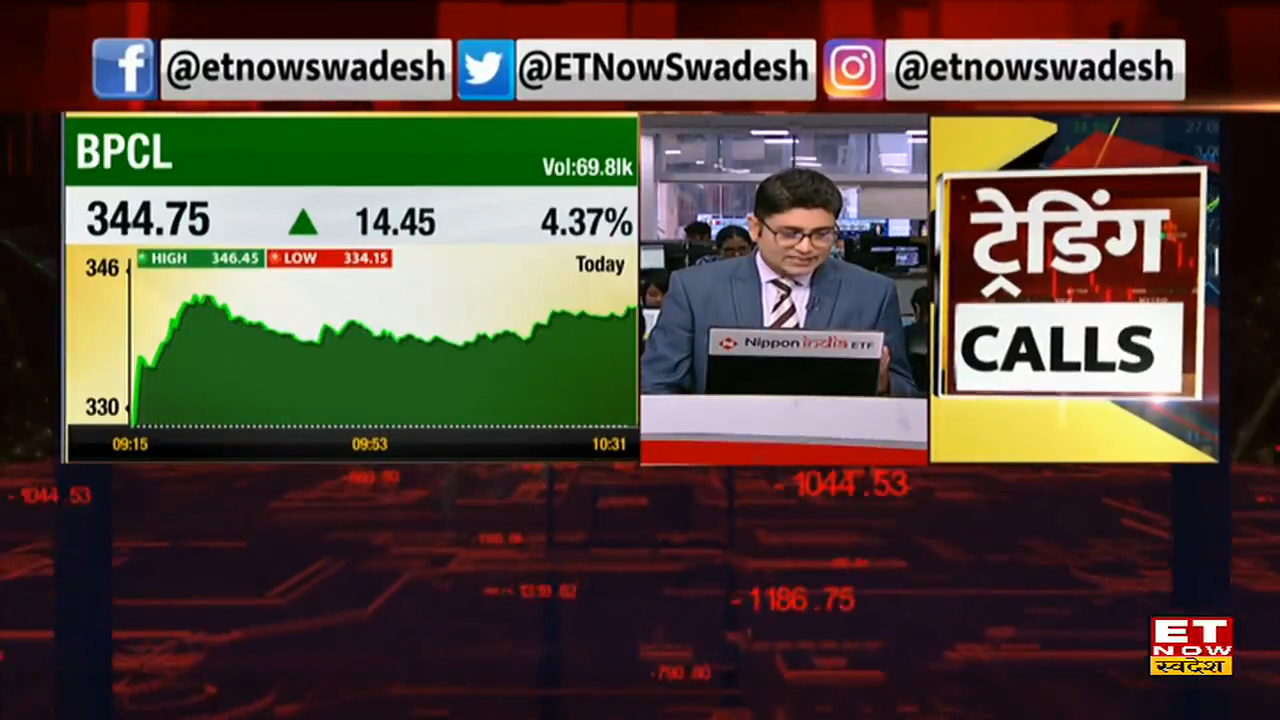 @etnowswadesh
@ETNowSwadesh
@etnowswadesh
BPCL
Vol:69.8lk
344.75 ▲ 14.45 4.37%
HIGH 346.45 LOW 334.15
Today
346
330
09:15 09:53 10:31
Nippon india ETF
ट्रेडिंग
CALLS
-1044.53
-1044.53
-1186.75
ET
NOW
स्वदेश